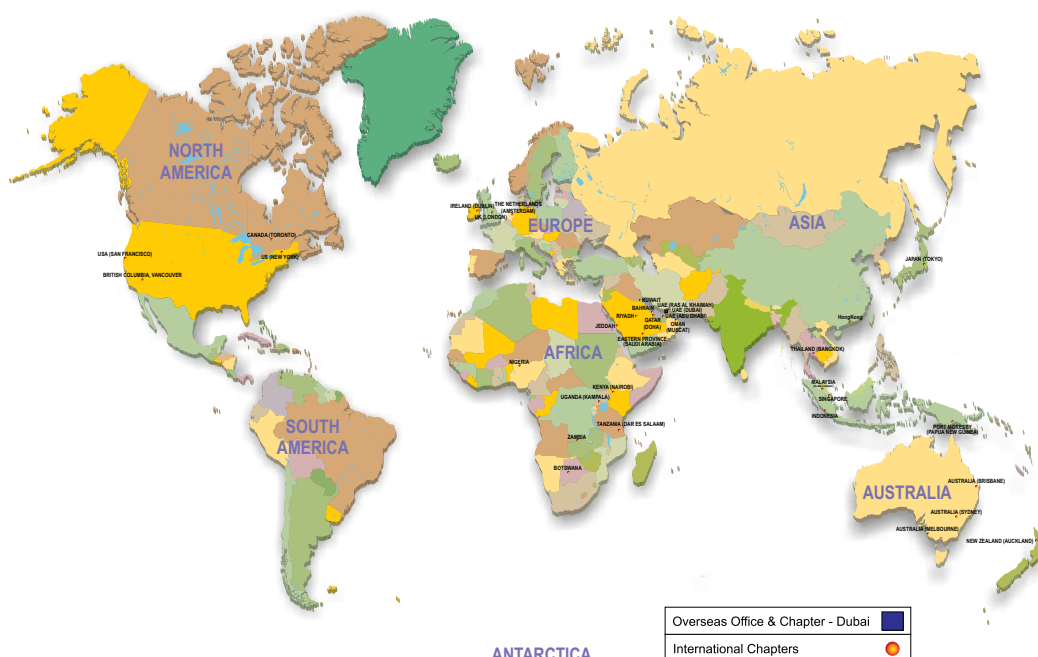 NORTH
AMERICA
USA (SAN FRANCISCO)
CANADA (TORONTO)
US (NEW YORK)
BRITISH COLUMBIA, VANCOUVER
SOUTH
AMERICA
IRELAND (DUBLIN)
UK (LONDON)
THE NETHERLANDS
(AMSTERDAM)
EUROPE
ASIA
JAPAN (TOKYO)
KUWAIT
BAHRAIN
RIYADH
QATAR
(DOHA)
UAE (RAS AL KHAIMAH)
UAE (DUBAI)
UAE (ABU DHABI)
OMAN
(MUSCAT)
JEDDAH
EASTERN PROVINCE
(SAUDI ARABIA)
HongKong
AFRICA
NIGERIA
THAILAND (BANGKOK)
KENYA (NAIROBI)
UGANDA (KAMPALA)
TANZANIA (DAR ES SALAAM)
ZAMBIA
BOTSWANA
MALAYSIA
SINGAPORE
INDONESIA
PORT MORESBY
(PAPUA NEW GUINEA)
AUSTRALIA
AUSTRALIA (BRISBANE)
AUSTRALIA (SYDNEY)
AUSTRALIA (MELBOURNE)
NEW ZEALAND (AUCKLAND)
ANTARCTICA
Overseas Office & Chapter - Dubai
International Chapters